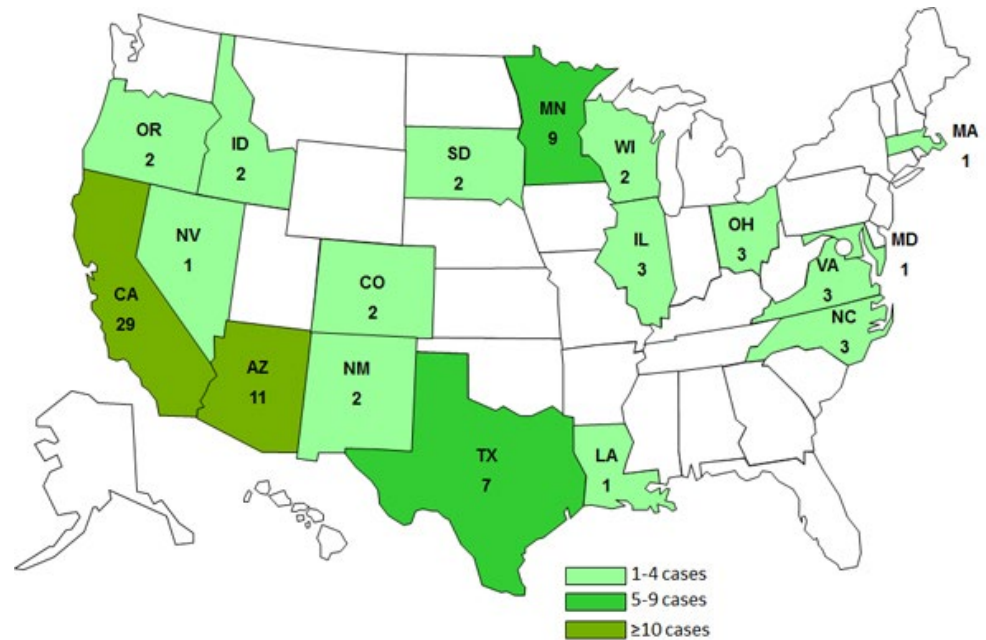 MN
9
MA
1
OR
2
ID
2
SD
2
WI
2
NV
1
IL
3
OH
3
MD
1
VA
3
CO
2
CA
29
NC
3
AZ
11
NM
2
TX
7
LA
1
1-4 cases
5-9 cases
≥10 cases